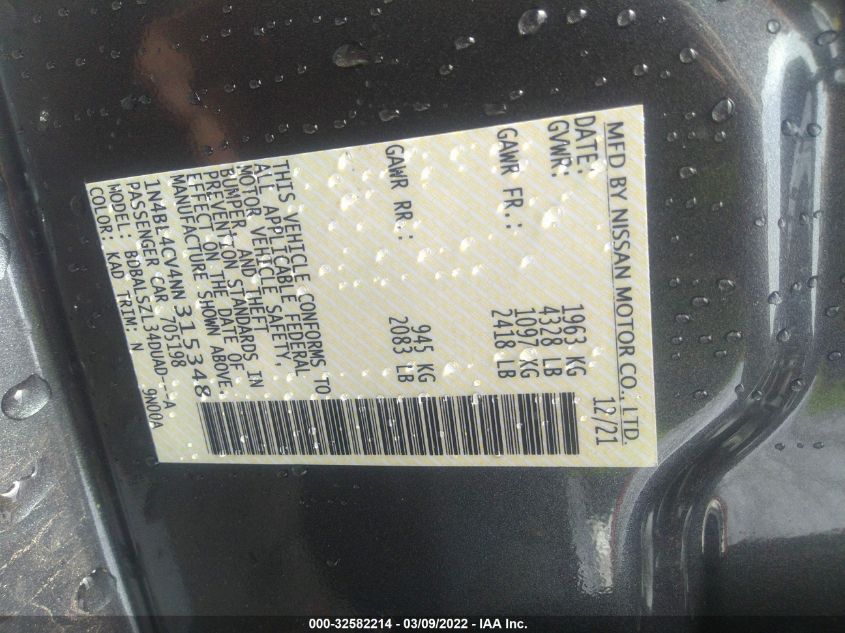 MFD BY NISSAN MOTOR CO., LTD.
DATE: 12/21
GVWR: 1963 KG
4328 LB
GAWR FR.: 1097 KG
2418 LB
GAWR RR.: 945 KG
2083 LB
THIS VEHICLE CONFORMS TO
ALL APPLICABLE FEDERAL
MOTOR VEHICLE SAFETY,
BUMPER, AND THEFT
PREVENTION STANDARDS IN
EFFECT ON THE DATE OF
MANUFACTURE SHOWN ABOVE.
1N4BL4CV4NN 315348
PASSENGER CAR 705198
MODEL: BDBALSZL34DUAD--A
COLOR: KAD TRIM: N 9N00A
000-32582214 - 03/09/2022 - IAA Inc.